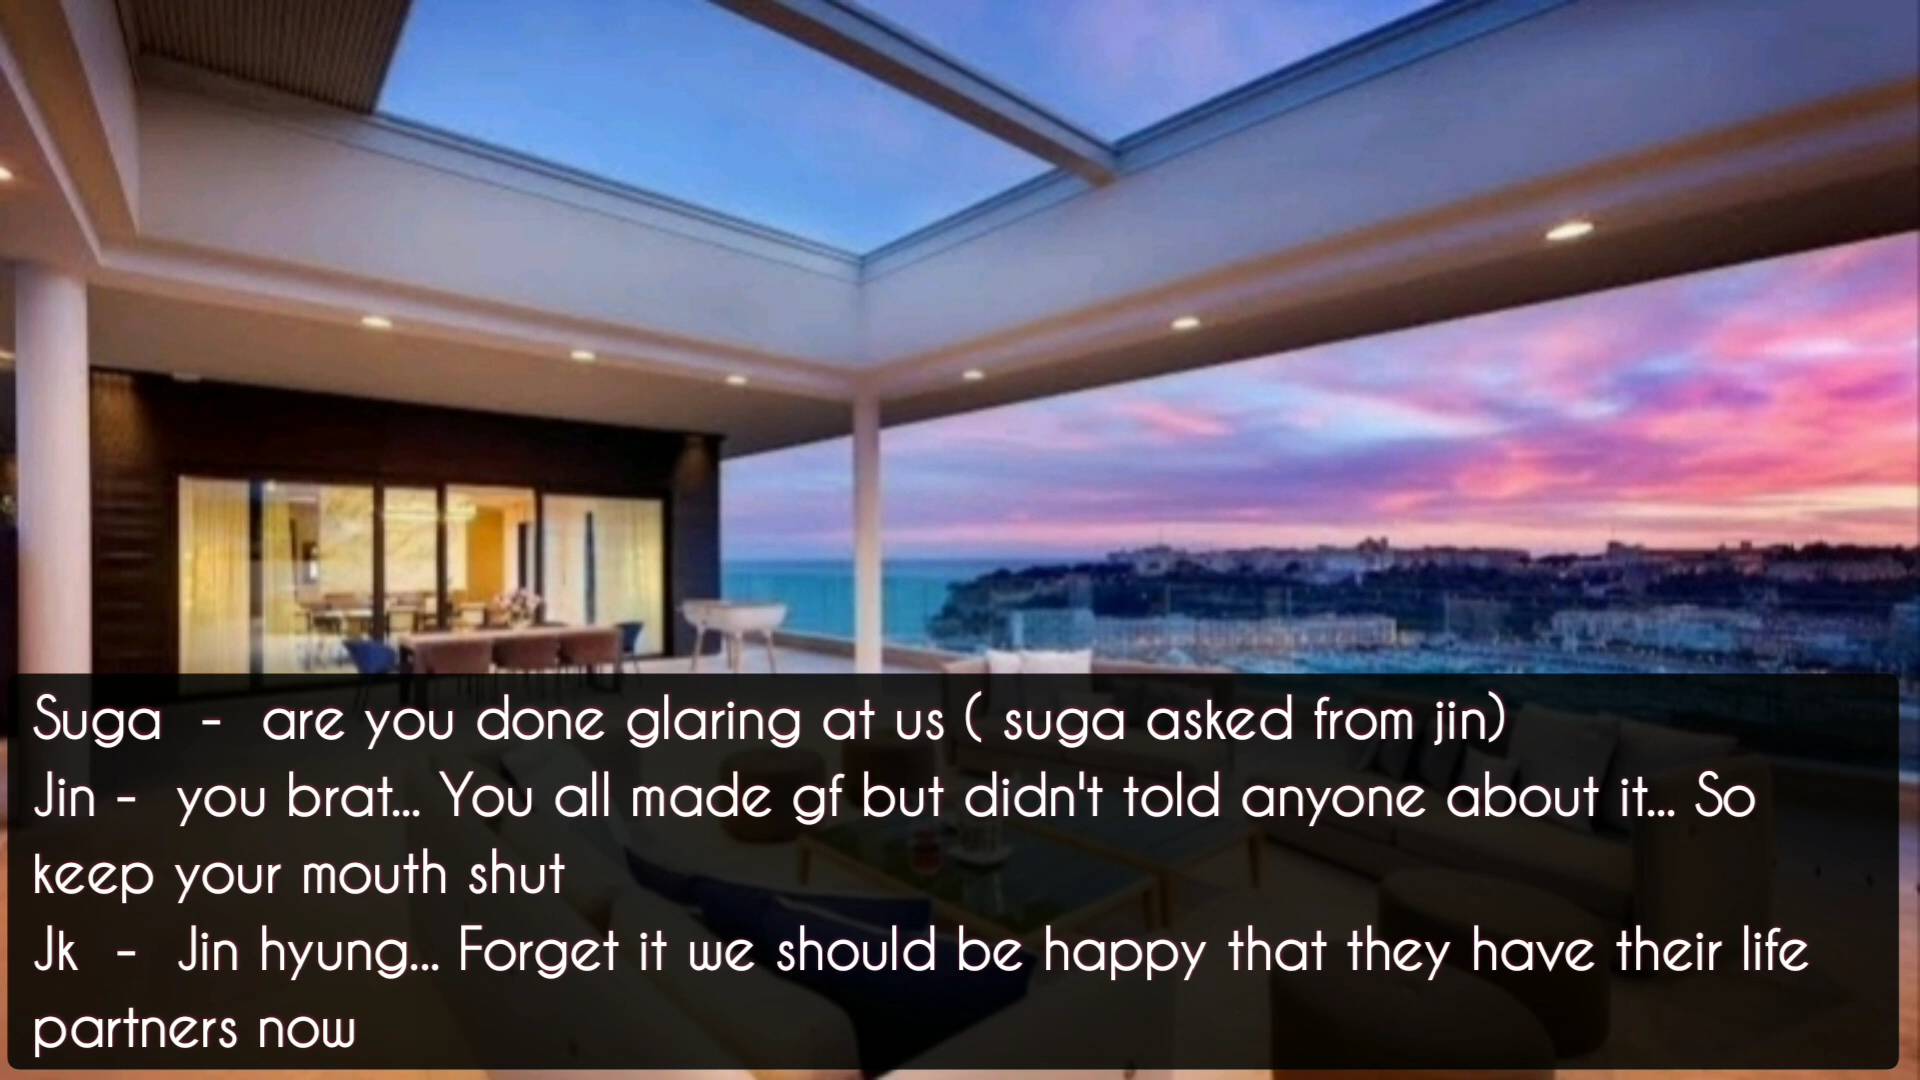 Suga - are you done glaring at us ( suga asked from jin)
Jin - you brat... You all made gf but didn't told anyone about it... So
keep your mouth shut
Jk - Jin hyung... Forget it we should be happy that they have their life
partners now